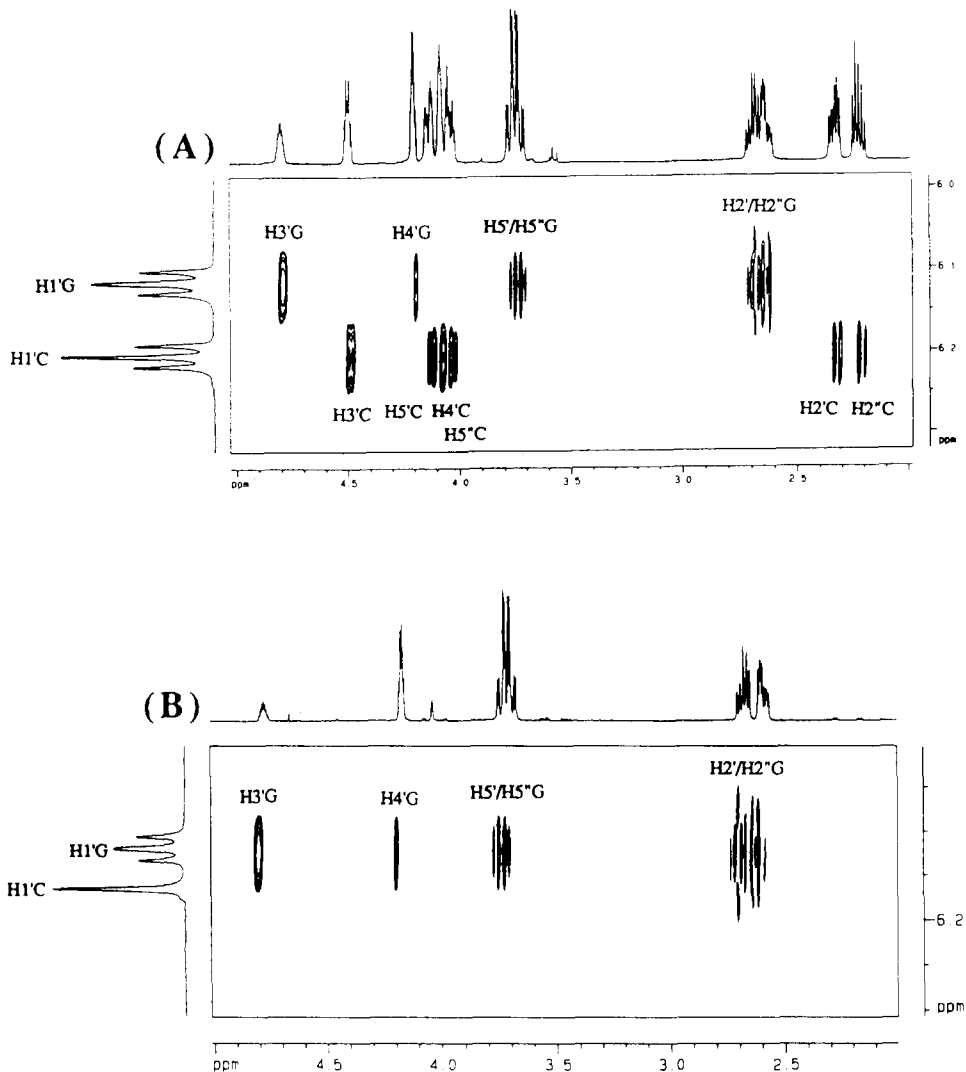 (A)
6.0
H3'G
H4'G
H5'/H5"G
H2'/H2"G
6.1
H1'G
H1'C
6.2
H3'C
H5'C
H4'C
H2'C
H2"C
H5"C
ppm
ppm
4.5
4.0
3.5
3.0
2.5
(B)
H3'G
H4'G
H5'/H5"G
H2'/H2"G
H1'G
H1'C
6.2
ppm
ppm
4.5
4.0
3.5
3.0
2.5